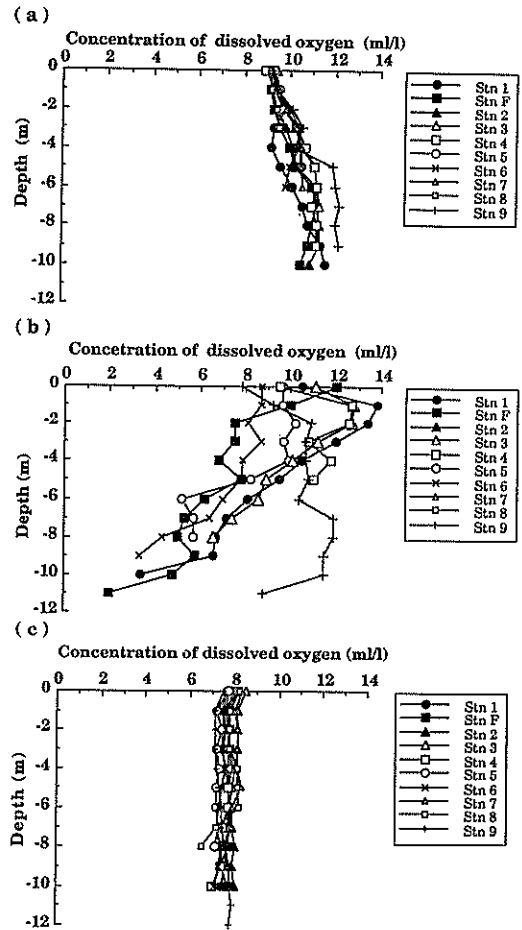 (a)
Concentration of dissolved oxygen (ml/l)
0 2 4 6 8 10 12 14
0
-2
-4
-6
-8
-10
-12
Depth (m)
Stn 1
Stn F
Stn 2
Stn 3
Stn 4
Stn 5
Stn 6
Stn 7
Stn 8
Stn 9
(b)
Concetration of dissolved oxygen (ml/l)
0 2 4 6 8 10 12 14
0
-2
-4
-6
-8
-10
-12
Depth (m)
Stn 1
Stn F
Stn 2
Stn 3
Stn 4
Stn 5
Stn 6
Stn 7
Stn 8
Stn 9
(c)
Concentration of dissolved oxygen (ml/l)
0 2 4 6 8 10 12 14
0
-2
-4
-6
-8
-10
-12
Depth (m)
Stn 1
Stn F
Stn 2
Stn 3
Stn 4
Stn 5
Stn 6
Stn 7
Stn 8
Stn 9